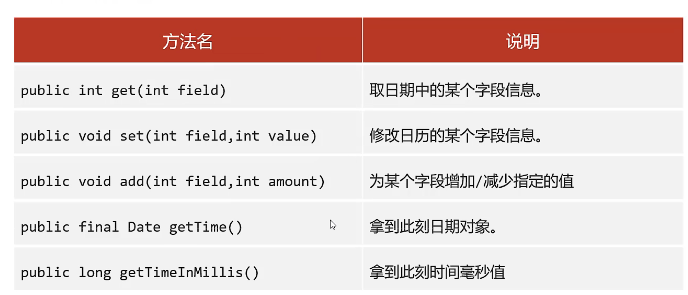 方法名 说明
public int get(int field) 取日期中的某个字段信息。
public void set(int field,int value) 修改日历的某个字段信息。
public void add(int field,int amount) 为某个字段增加/减少指定的值
public final Date getTime() 拿到此刻日期对象。
public long getTimeInMillis() 拿到此刻时间毫秒值